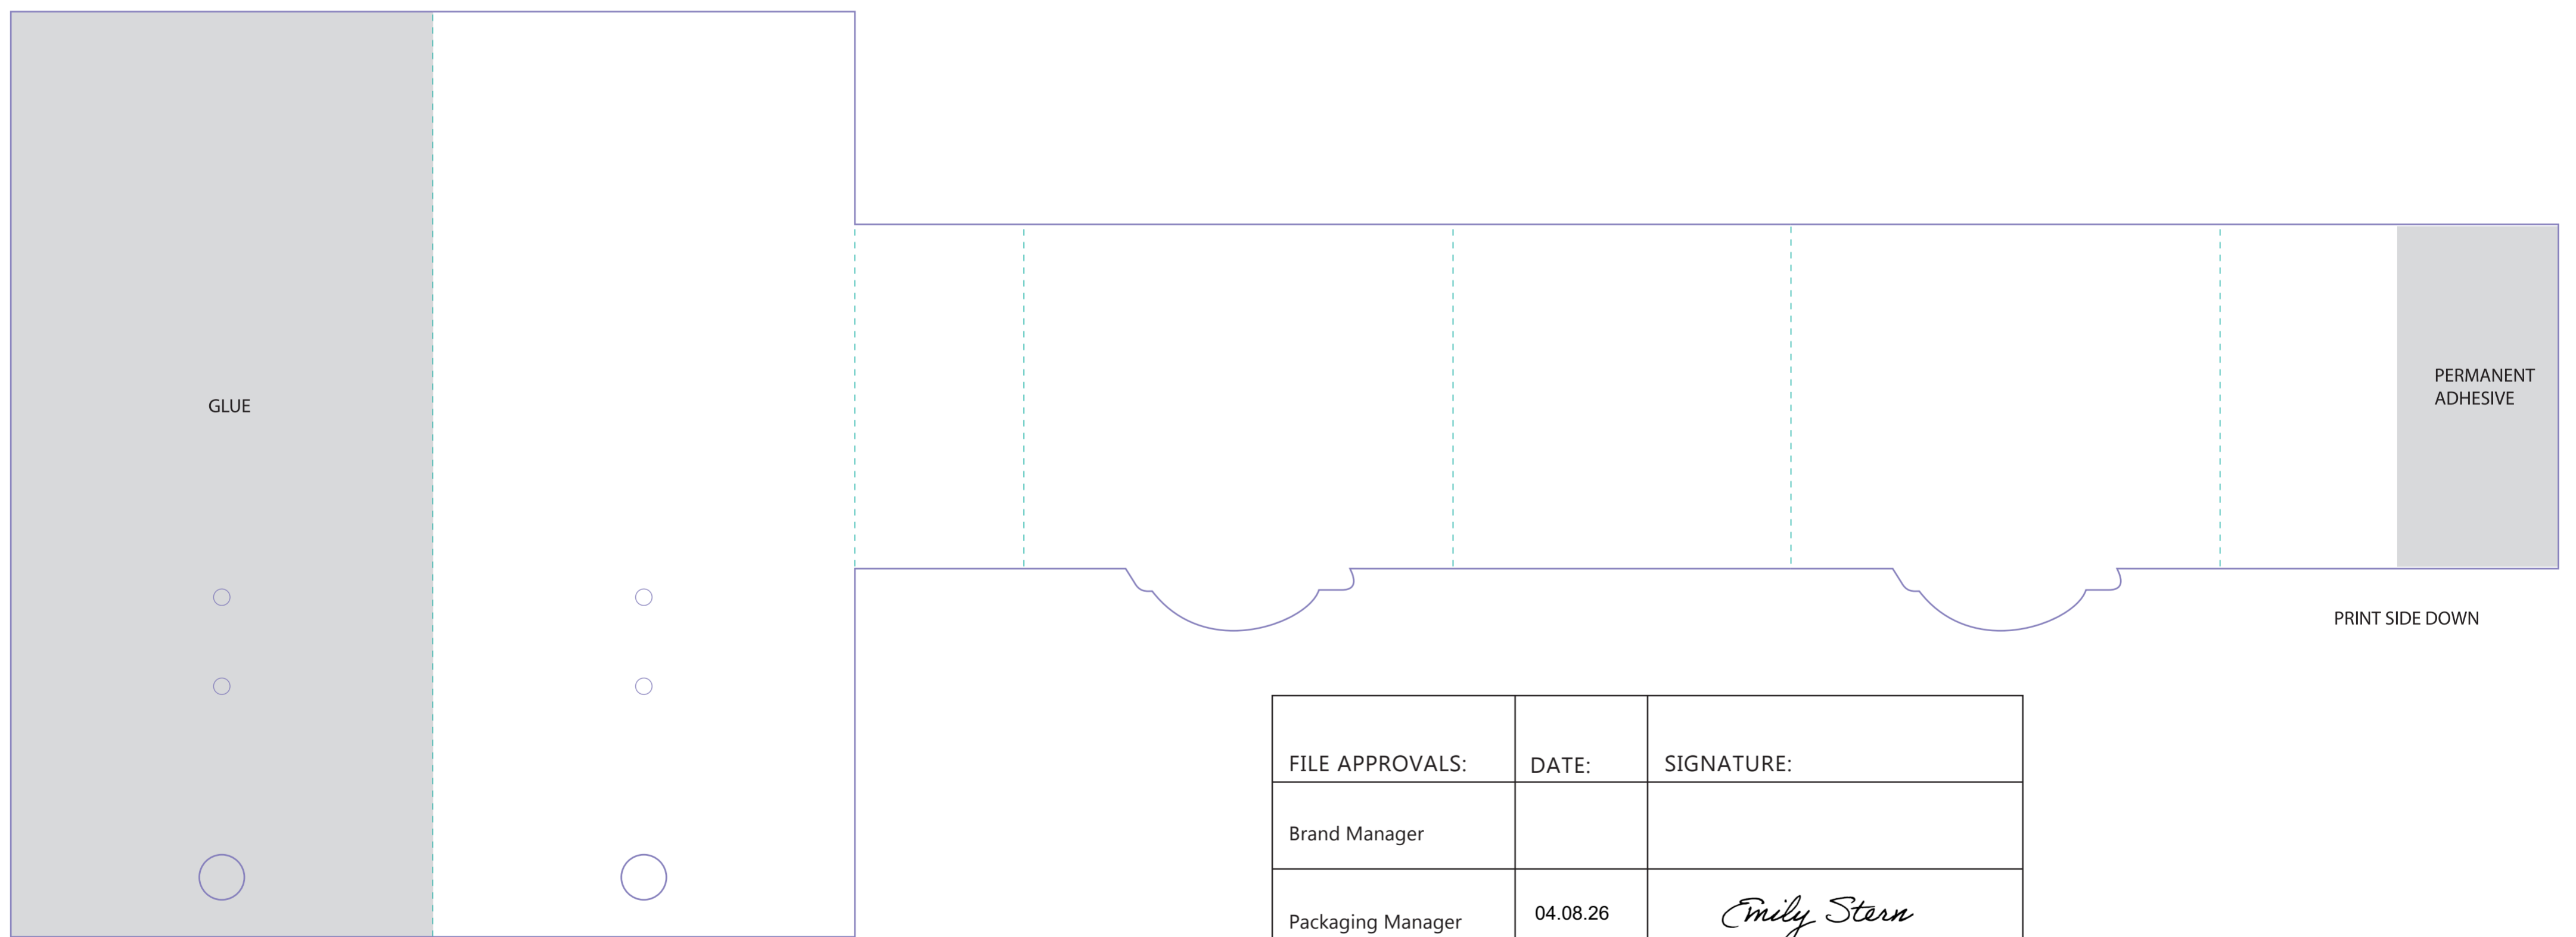 GLUE
PERMANENT
ADHESIVE
PRINT SIDE DOWN
FILE APPROVALS: DATE: SIGNATURE:
Brand Manager
Packaging Manager 04.08.26 Emily Stern